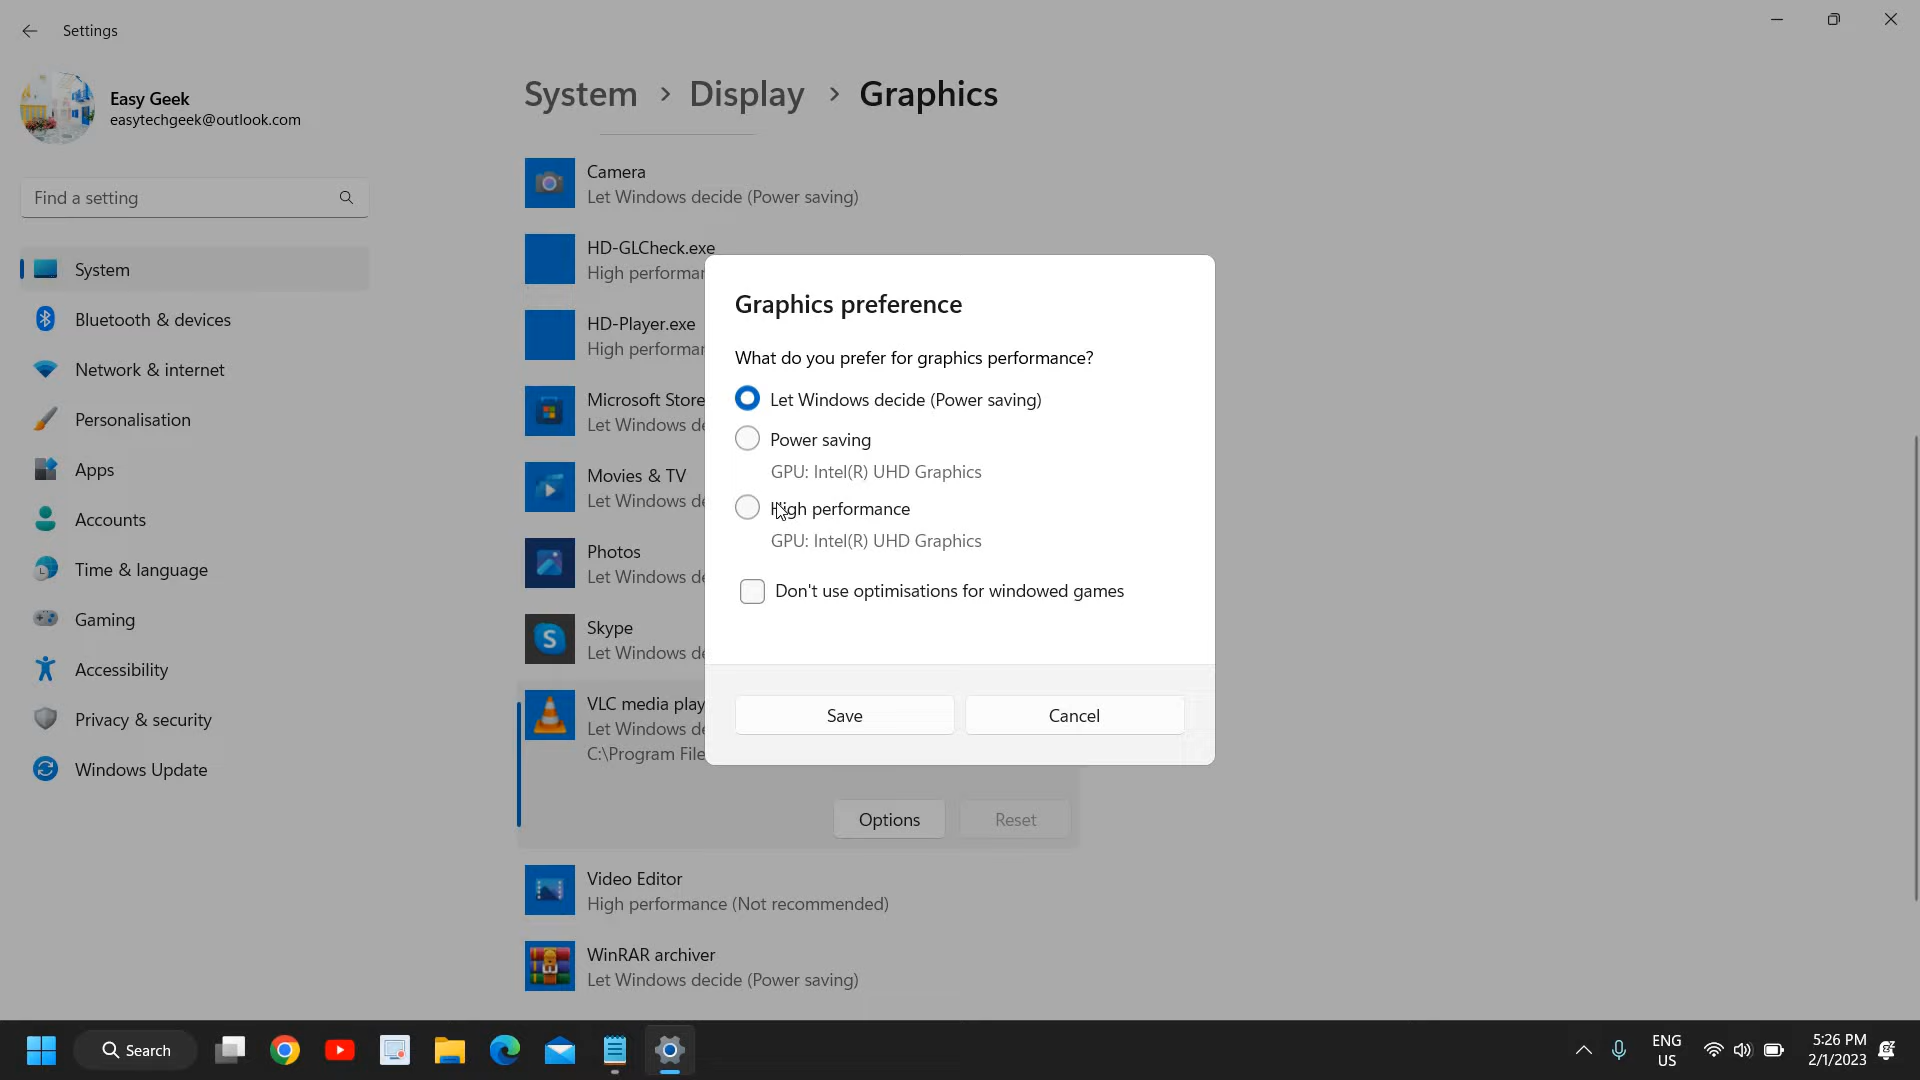 Settings
Easy Geek
easytechgeek@outlook.com
Find a setting
System
Bluetooth & devices
Network & internet
Personalisation
Apps
Accounts
Time & language
Gaming
Accessibility
Privacy & security
Windows Update
System > Display > Graphics
Camera
Let Windows decide (Power saving)
HD-GLCheck.exe
High performa
HD-Player.exe
High performa
Microsoft Store
Let Windows de
Movies & TV
Let Windows de
Photos
Let Windows de
Skype
Let Windows de
VLC media play
Let Windows de
C:\Program File
Options
Reset
Video Editor
High performance (Not recommended)
WinRAR archiver
Let Windows decide (Power saving)
Graphics preference
What do you prefer for graphics performance?
Let Windows decide (Power saving)
Power saving
GPU: Intel(R) UHD Graphics
High performance
GPU: Intel(R) UHD Graphics
Don't use optimisations for windowed games
Save
Cancel
Search
ENG
US
5:26 PM
2/1/2023